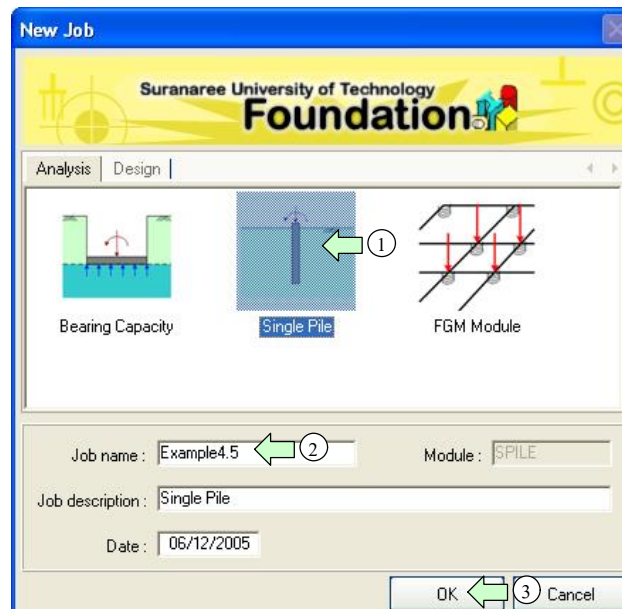 New Job
Suranaree University of Technology
Foundation
Analysis Design
1
Bearing Capacity Single Pile FGM Module
Job name : Example4.5 2 Module : SPILE
Job description : Single Pile
Date : 06/12/2005
OK 3 Cancel